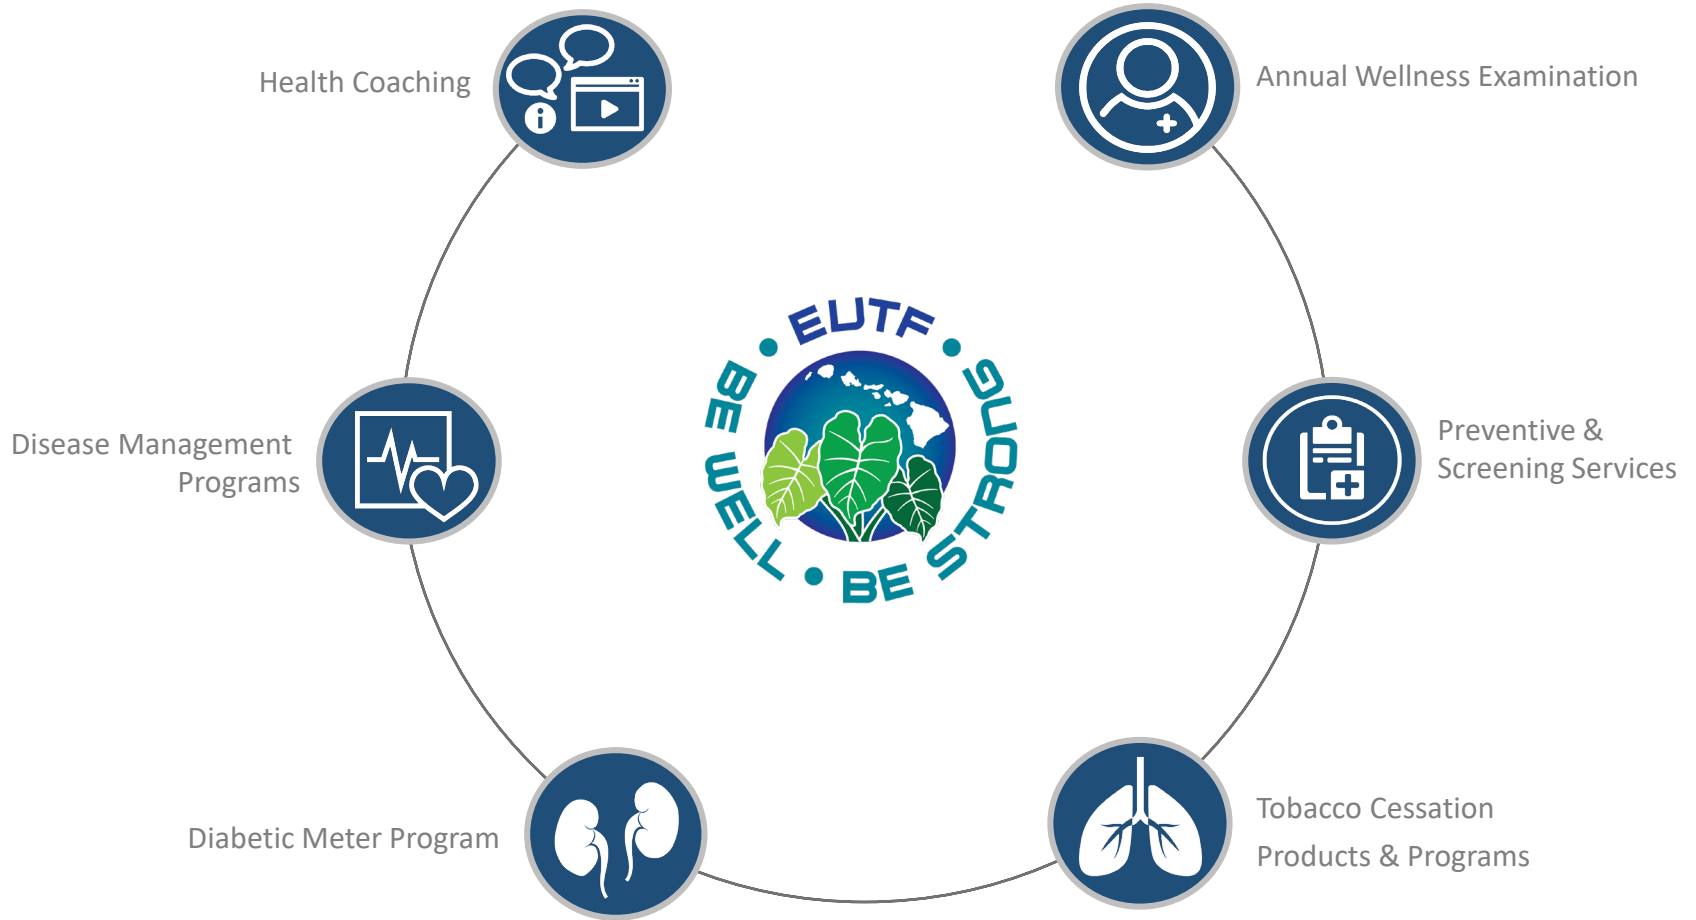 Health Coaching
Annual Wellness Examination
EUTF
BE WELL • BE STRONG
Disease Management
Programs
Preventive &
Screening Services
Diabetic Meter Program
Tobacco Cessation
Products & Programs